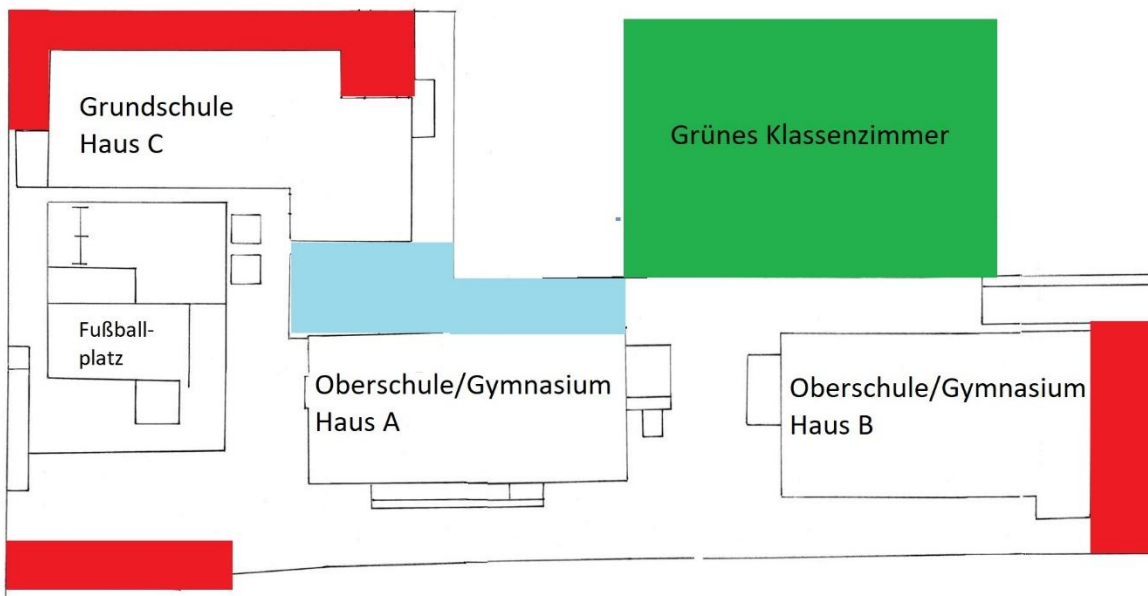 Grundschule
Haus C
Grünes Klassenzimmer
Fußball-
platz
Oberschule/Gymnasium
Haus A
Oberschule/Gymnasium
Haus B